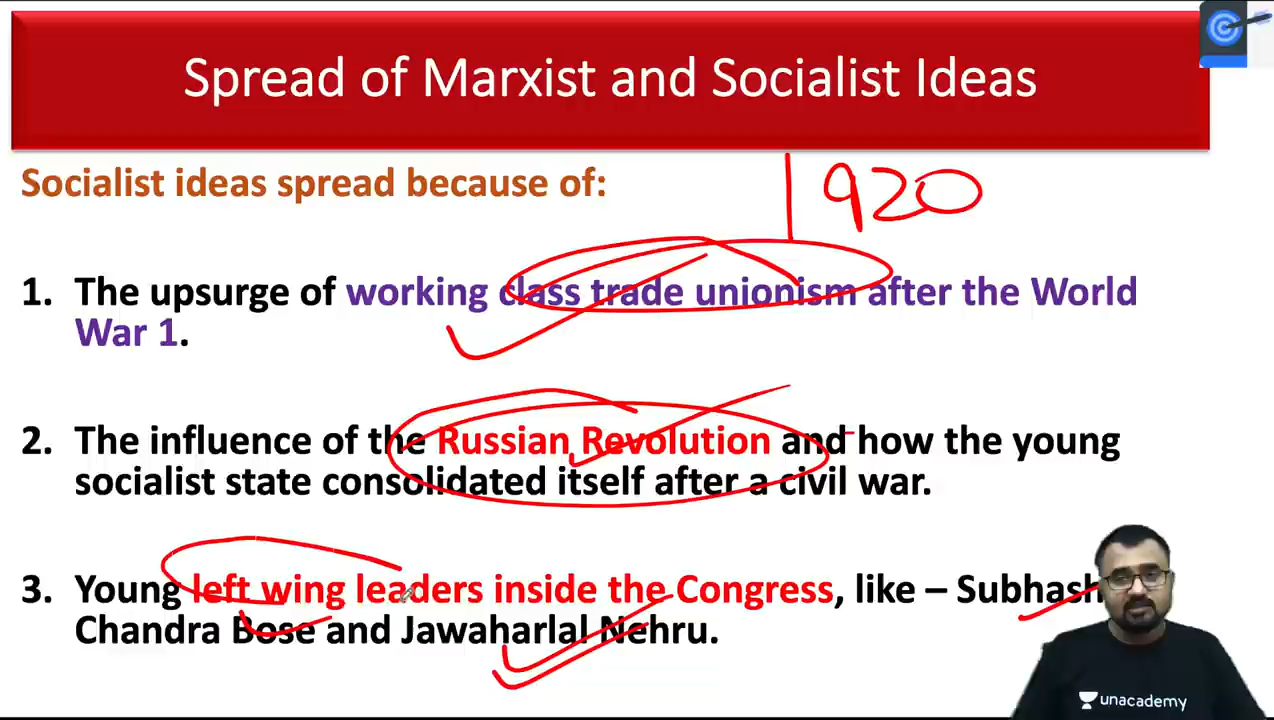 Spread of Marxist and Socialist Ideas
Socialist ideas spread because of:
1920
1. The upsurge of working class trade unionism after the World
War 1.
2. The influence of the Russian Revolution and how the young
socialist state consolidated itself after a civil war.
3. Young left wing leaders inside the Congress, like – Subhash
Chandra Bose and Jawaharlal Nehru.
unacademy